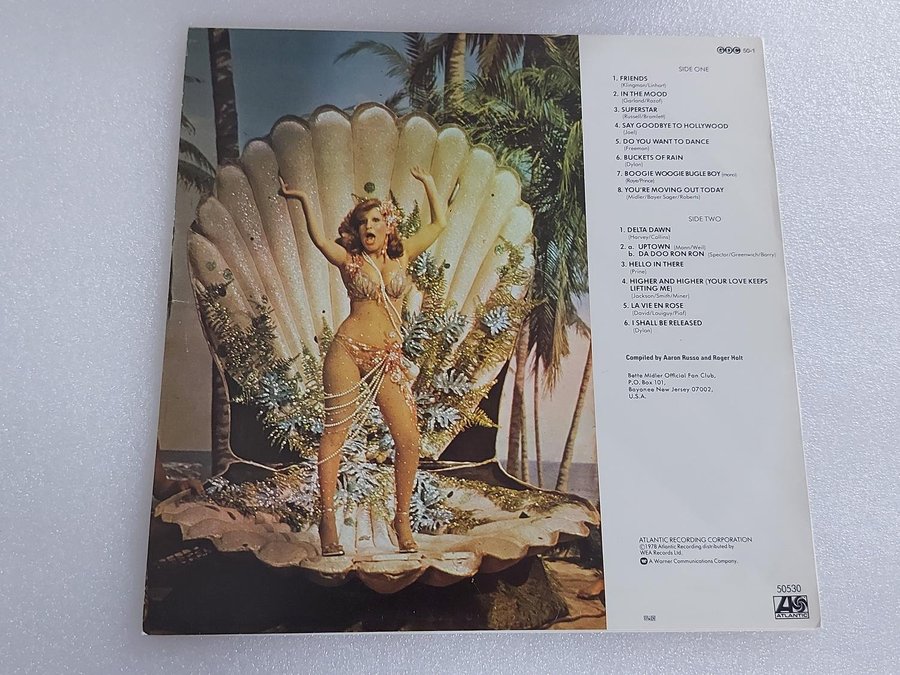 GDC 50-1
SIDE ONE
1. FRIENDS
(Klingman/Linhart)
2. IN THE MOOD
(Garland/Razaf)
3. SUPERSTAR
(Russell/Bramlett)
4. SAY GOODBYE TO HOLLYWOOD
(Joel)
5. DO YOU WANT TO DANCE
(Freeman)
6. BUCKETS OF RAIN
(Dylan)
7. BOOGIE WOOGIE BUGLE BOY (mono)
(Raye/Prince)
8. YOU'RE MOVING OUT TODAY
(Midler/Bayer Sager/Roberts)
SIDE TWO
1. DELTA DAWN
(Harvey/Collins)
2. a. UPTOWN (Mann/Weil)
b. DA DOO RON RON (Spector/Greenwich/Barry)
3. HELLO IN THERE
(Prine)
4. HIGHER AND HIGHER (YOUR LOVE KEEPS
LIFTING ME)
(Jackson/Smith/Miner)
5. LA VIE EN ROSE
(David/Louiguy/Piaf)
6. I SHALL BE RELEASED
(Dylan)
Compiled by Aaron Russo and Roger Holt
Bette Midler Official Fan Club,
P.O. Box 101,
Bayonee New Jersey 07002,
U.S.A.
ATLANTIC RECORDING CORPORATION
©1978 Atlantic Recording distributed by
WEA Records Ltd.
A Warner Communications Company.
50530
ATLANTIC